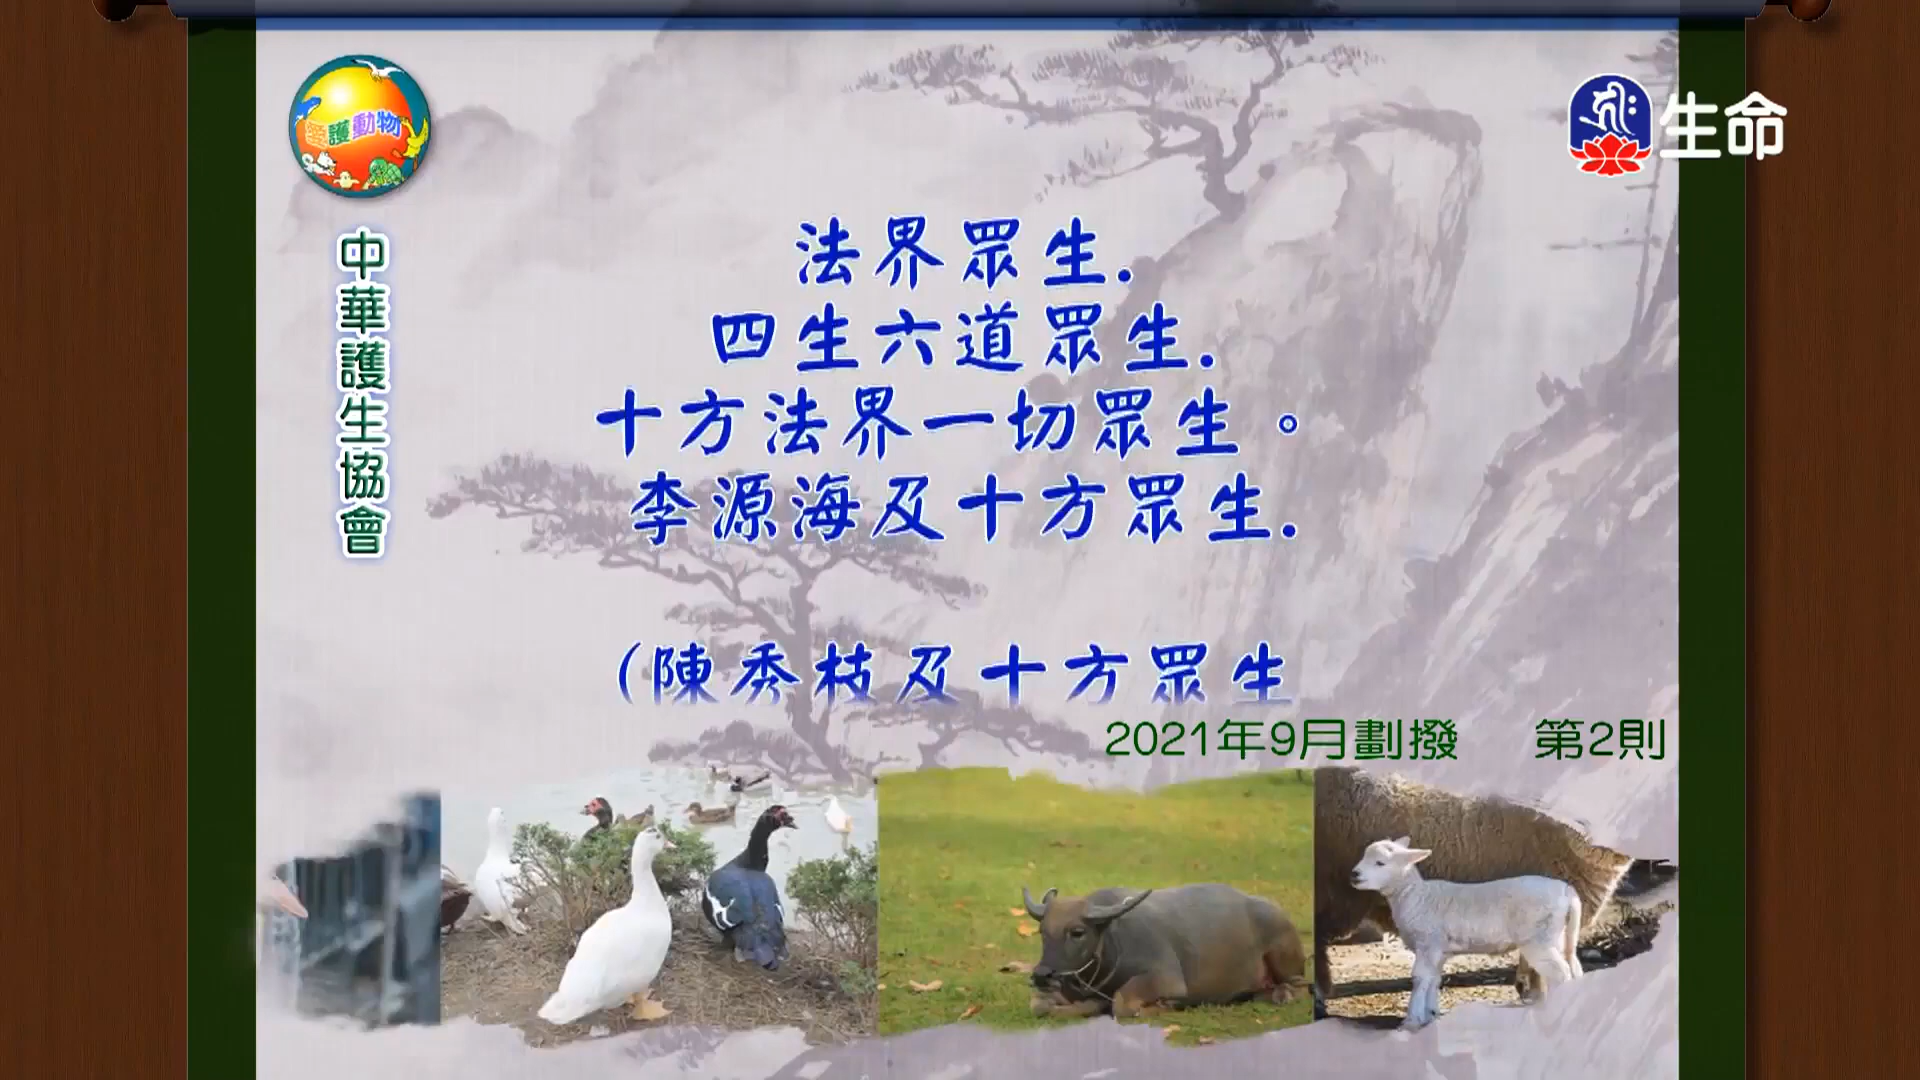 愛護動物
生命
中華護生協會
法界眾生.
四生六道眾生.
十方法界一切眾生。
李源海及十方眾生.
(陳秀枝及十方眾生
2021年9月劃撥 第2則